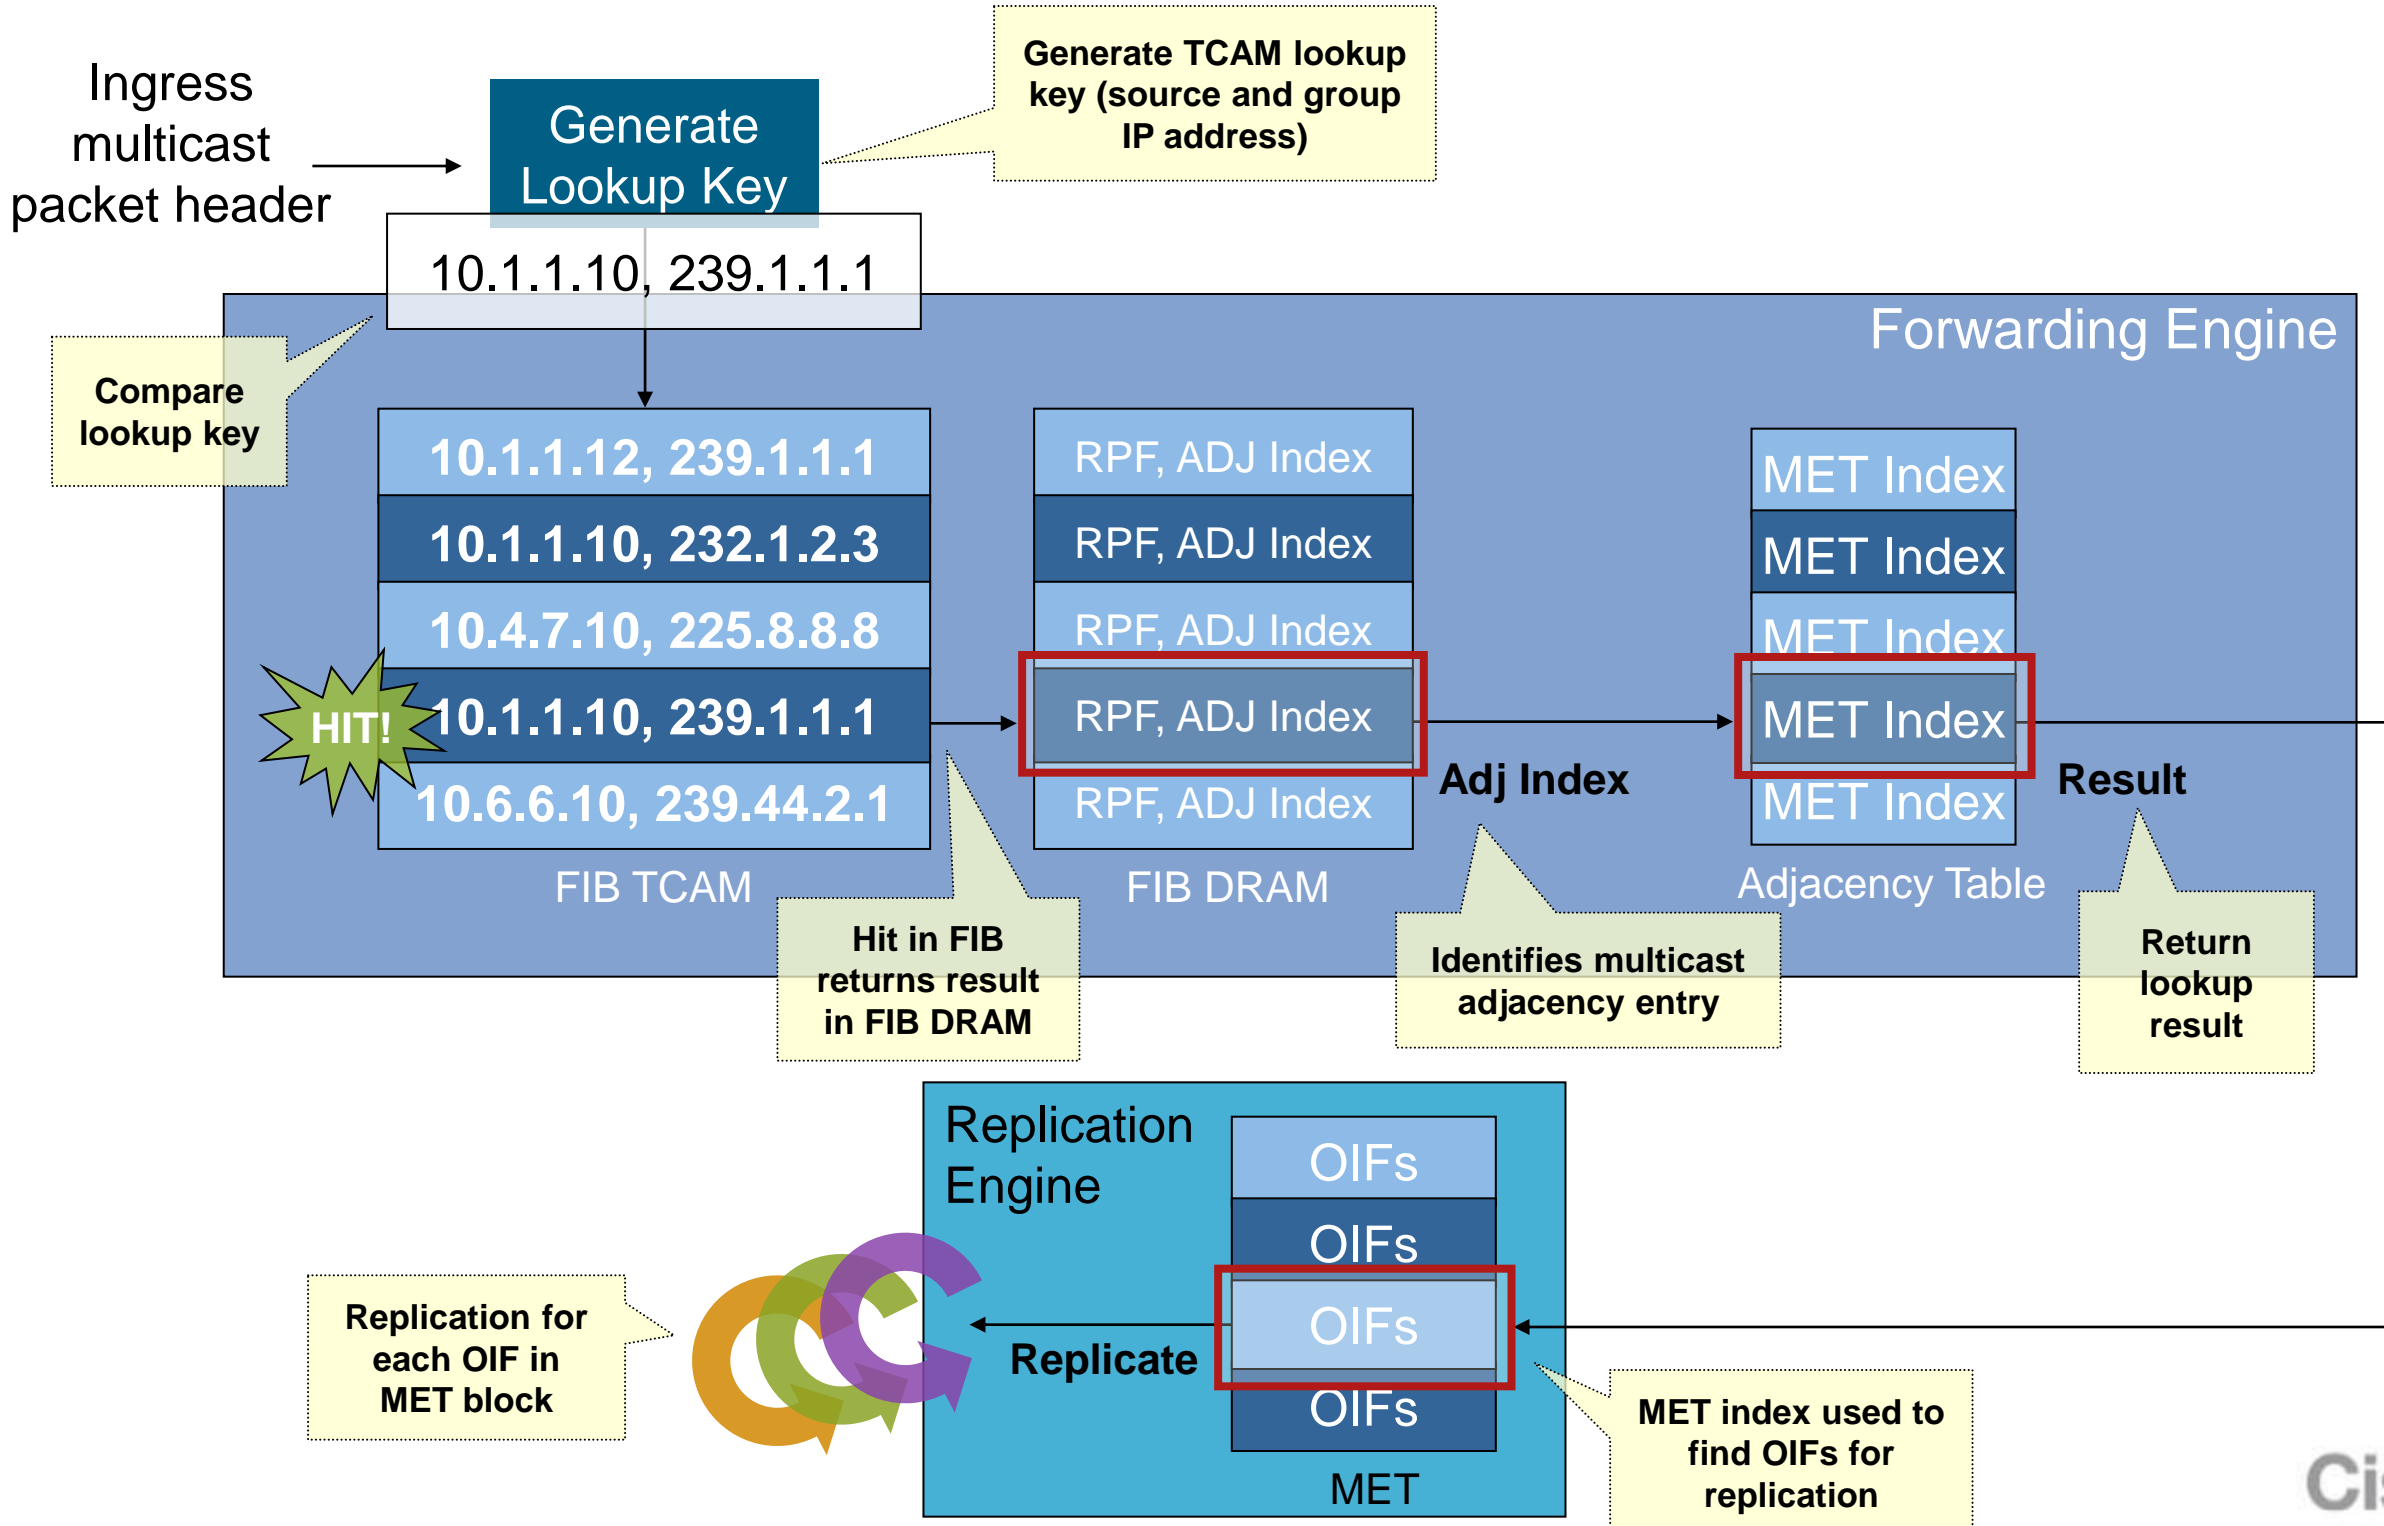 Ingress
multicast
packet header
Generate
Lookup Key
Generate TCAM lookup
key (source and group
IP address)
10.1.1.10, 239.1.1.1
Forwarding Engine
Compare
lookup key
10.1.1.12, 239.1.1.1
10.1.1.10, 232.1.2.3
10.4.7.10, 225.8.8.8
HIT!
10.1.1.10, 239.1.1.1
10.6.6.10, 239.44.2.1
FIB TCAM
RPF, ADJ Index
RPF, ADJ Index
RPF, ADJ Index
RPF, ADJ Index
RPF, ADJ Index
FIB DRAM
Adj Index
MET Index
MET Index
MET Index
MET Index
MET Index
Adjacency Table
Result
Hit in FIB
returns result
in FIB DRAM
Identifies multicast
adjacency entry
Return
lookup
result
Replication
Engine
OIFs
OIFs
OIFs
OIFs
MET
Replicate
Replication for
each OIF in
MET block
MET index used to
find OIFs for
replication